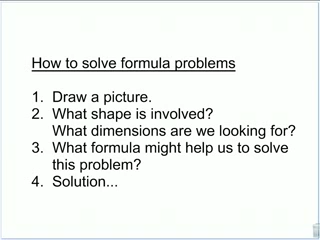 How to solve formula problems
1. Draw a picture.
2. What shape is involved?
What dimensions are we looking for?
3. What formula might help us to solve
this problem?
4. Solution...